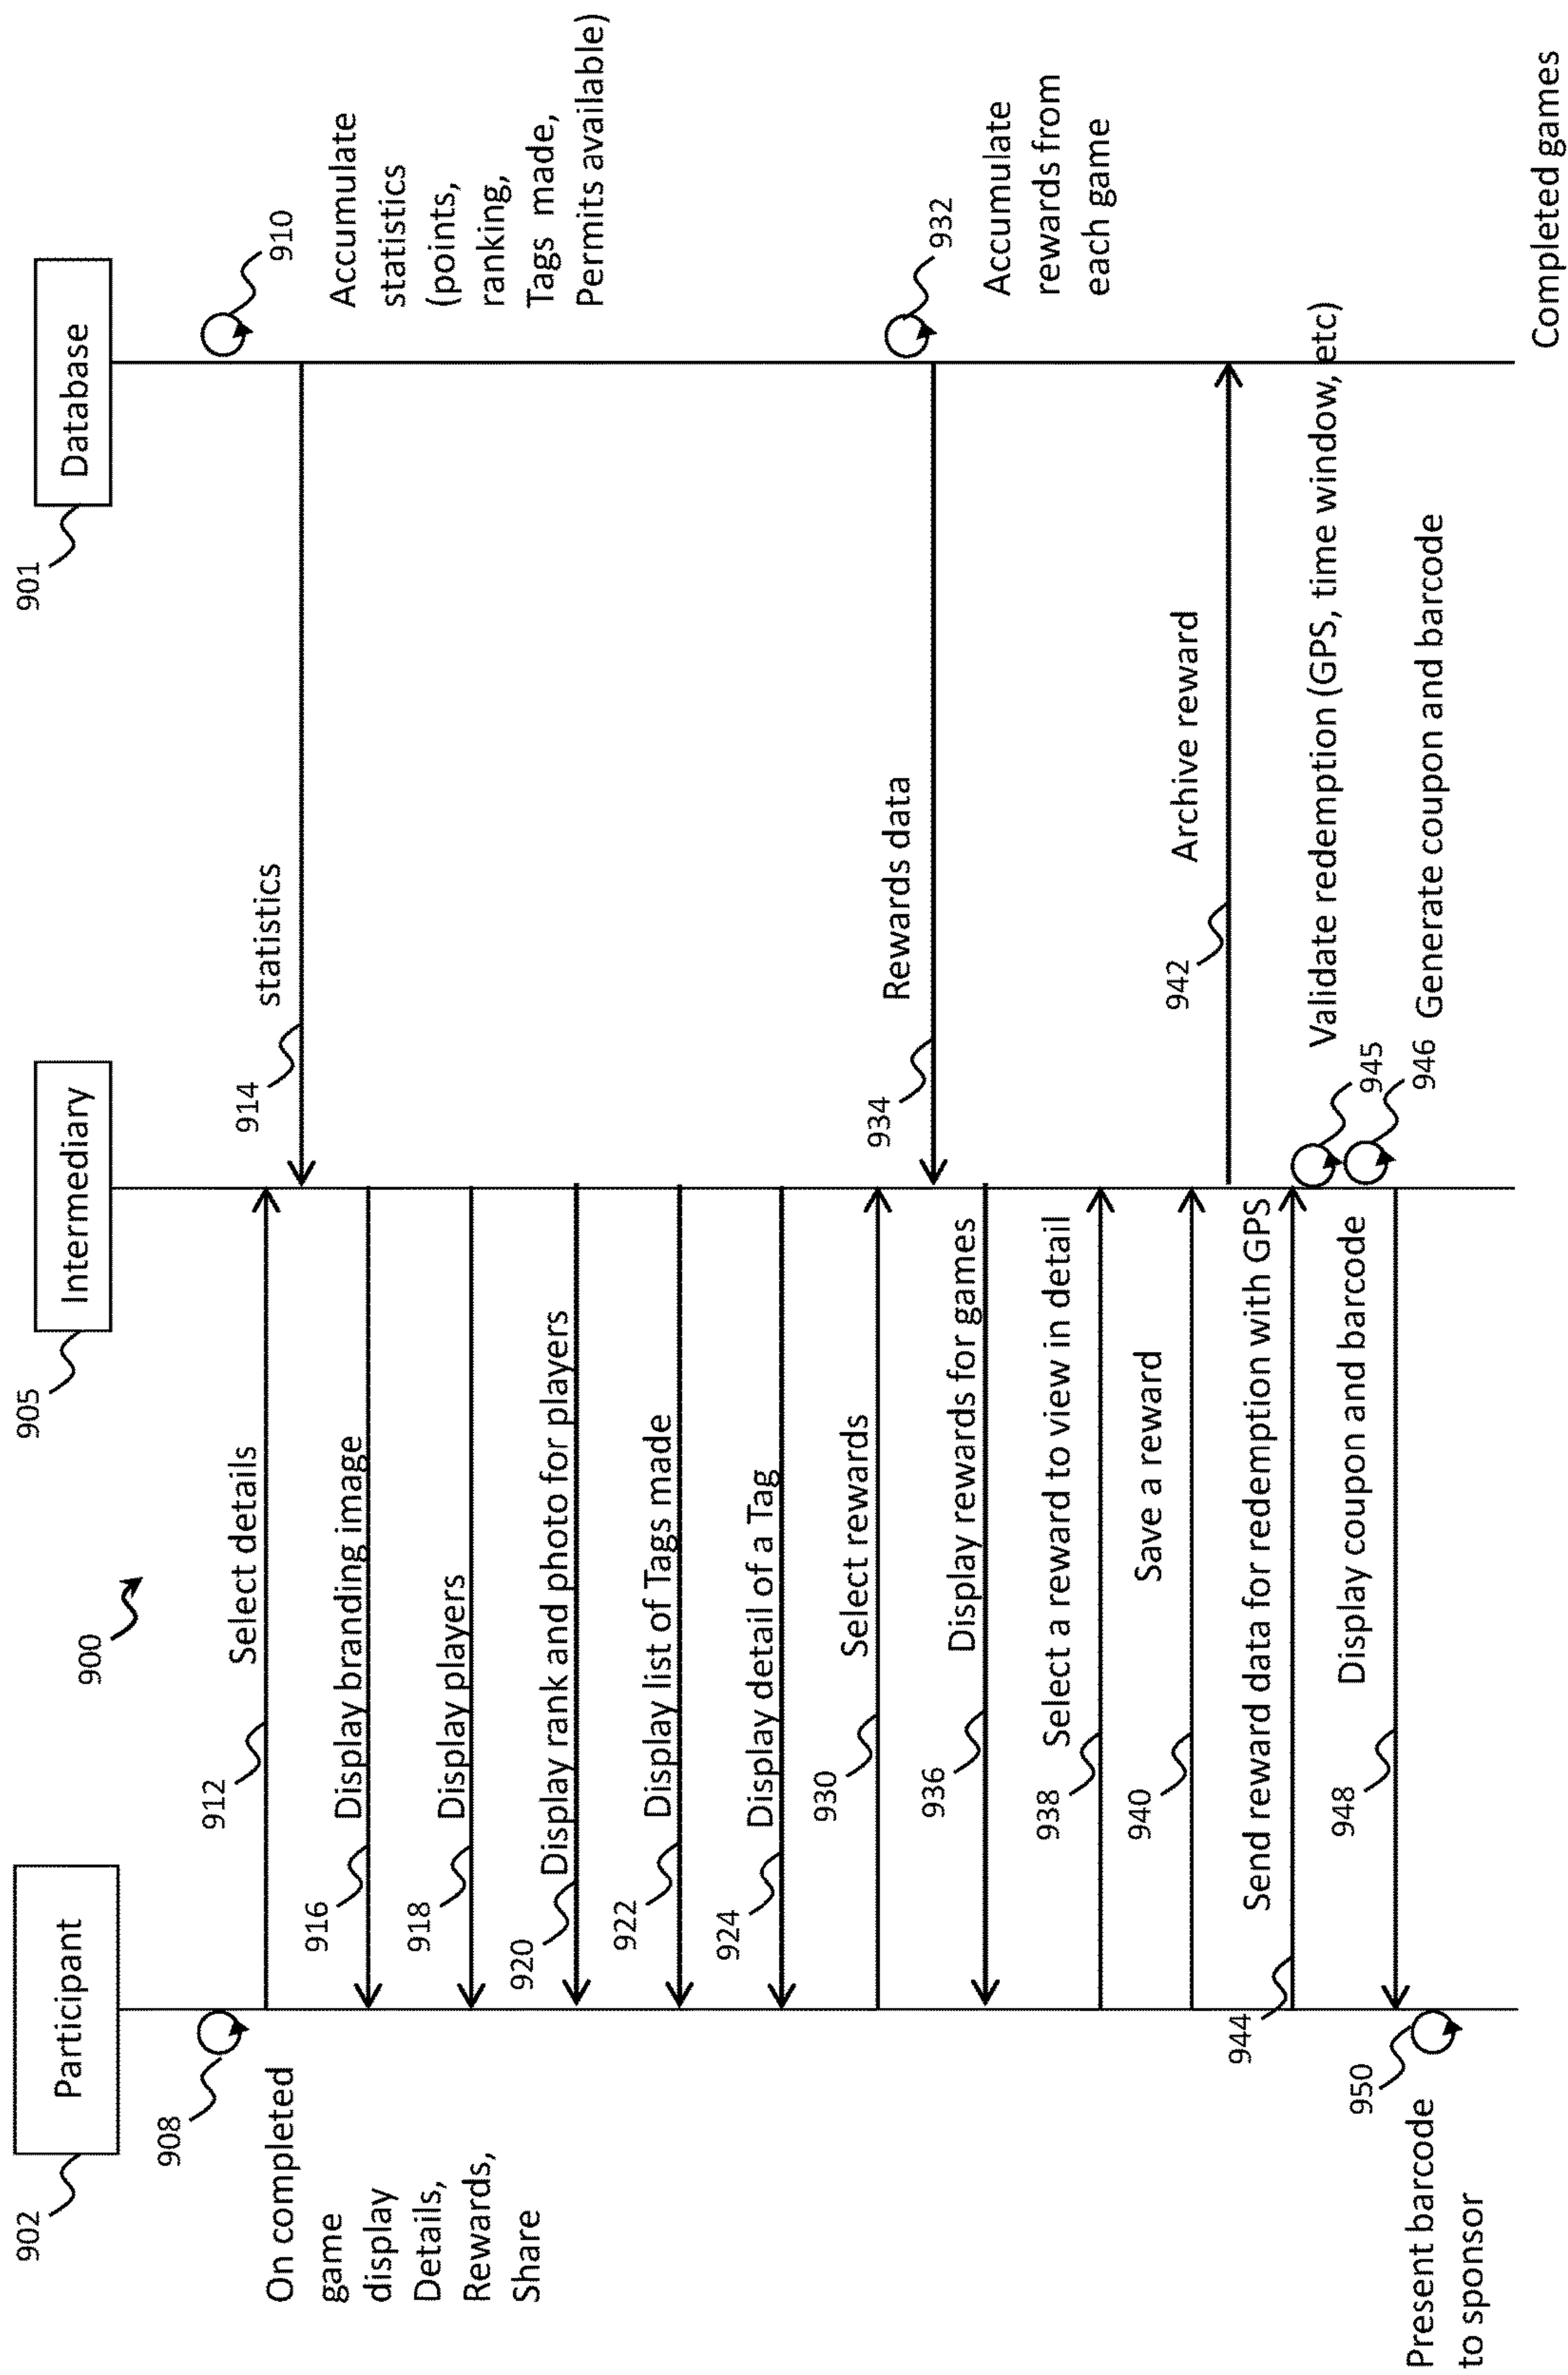 900
902
Participant
905
Intermediary
901
Database
908
On completed
game
display
Details,
Rewards,
Share
910
Accumulate
statistics
(points,
ranking,
Tags made,
Permits available)
912
Select details
914
statistics
916
Display branding image
918
Display players
920
Display rank and photo for players
922
Display list of Tags made
924
Display detail of a Tag
930
Select rewards
932
Accumulate
rewards from
each game
934
Rewards data
936
Display rewards for games
938
Select a reward to view in detail
940
Save a reward
942
Archive reward
944
Send reward data for redemption with GPS
945
Validate redemption (GPS, time window, etc)
946
Generate coupon and barcode
948
Display coupon and barcode
950
Present barcode
to sponsor
Completed games